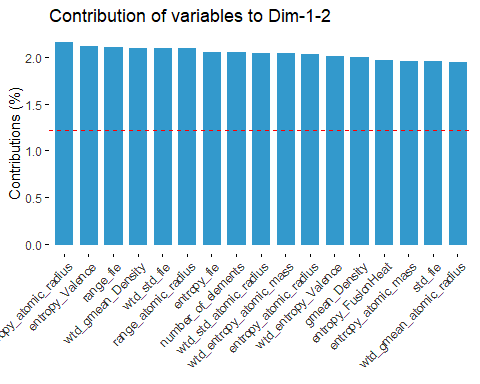 Contribution of variables to Dim-1-2
Contributions (%)
2.0
1.5
1.0
0.5
0.0
opy_atomic_radius
entropy_Valence
range_fie
wtd_gmean_Density
wtd_std_fie
range_atomic_radius
entropy_fie
number_of_elements
wtd_std_atomic_radius
wtd_entropy_atomic_mass
entropy_atomic_radius
wtd_entropy_Valence
gmean_Density
entropy_FusionHeat
entropy_atomic_mass
std_fie
wtd_gmean_atomic_radius